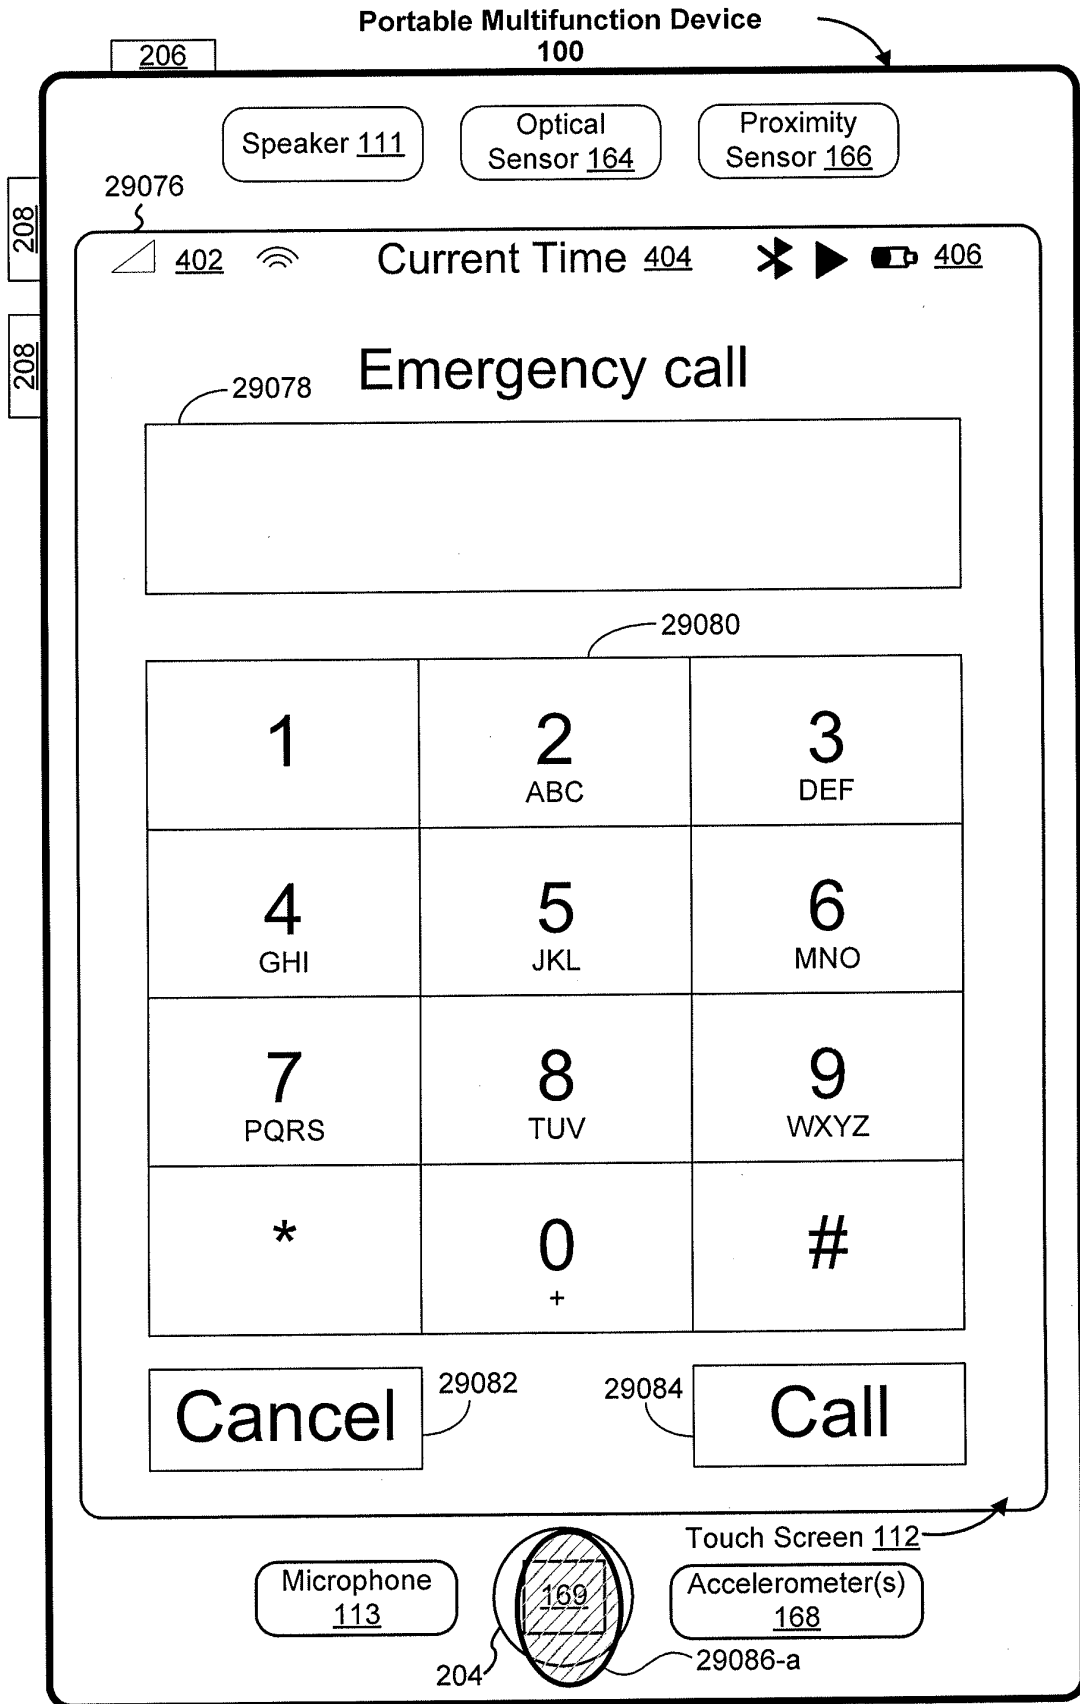 Portable Multifunction Device
100
206
Speaker 111
Optical
Sensor 164
Proximity
Sensor 166
29076
208
402
Current Time 404
406
208
Emergency call
29078
29080
1
2
ABC
3
DEF
4
GHI
5
JKL
6
MNO
7
PQRS
8
TUV
9
WXYZ
*
0
+
#
Cancel
29082
29084
Call
Touch Screen 112
Microphone
113
169
Accelerometer(s)
168
204
29086-a